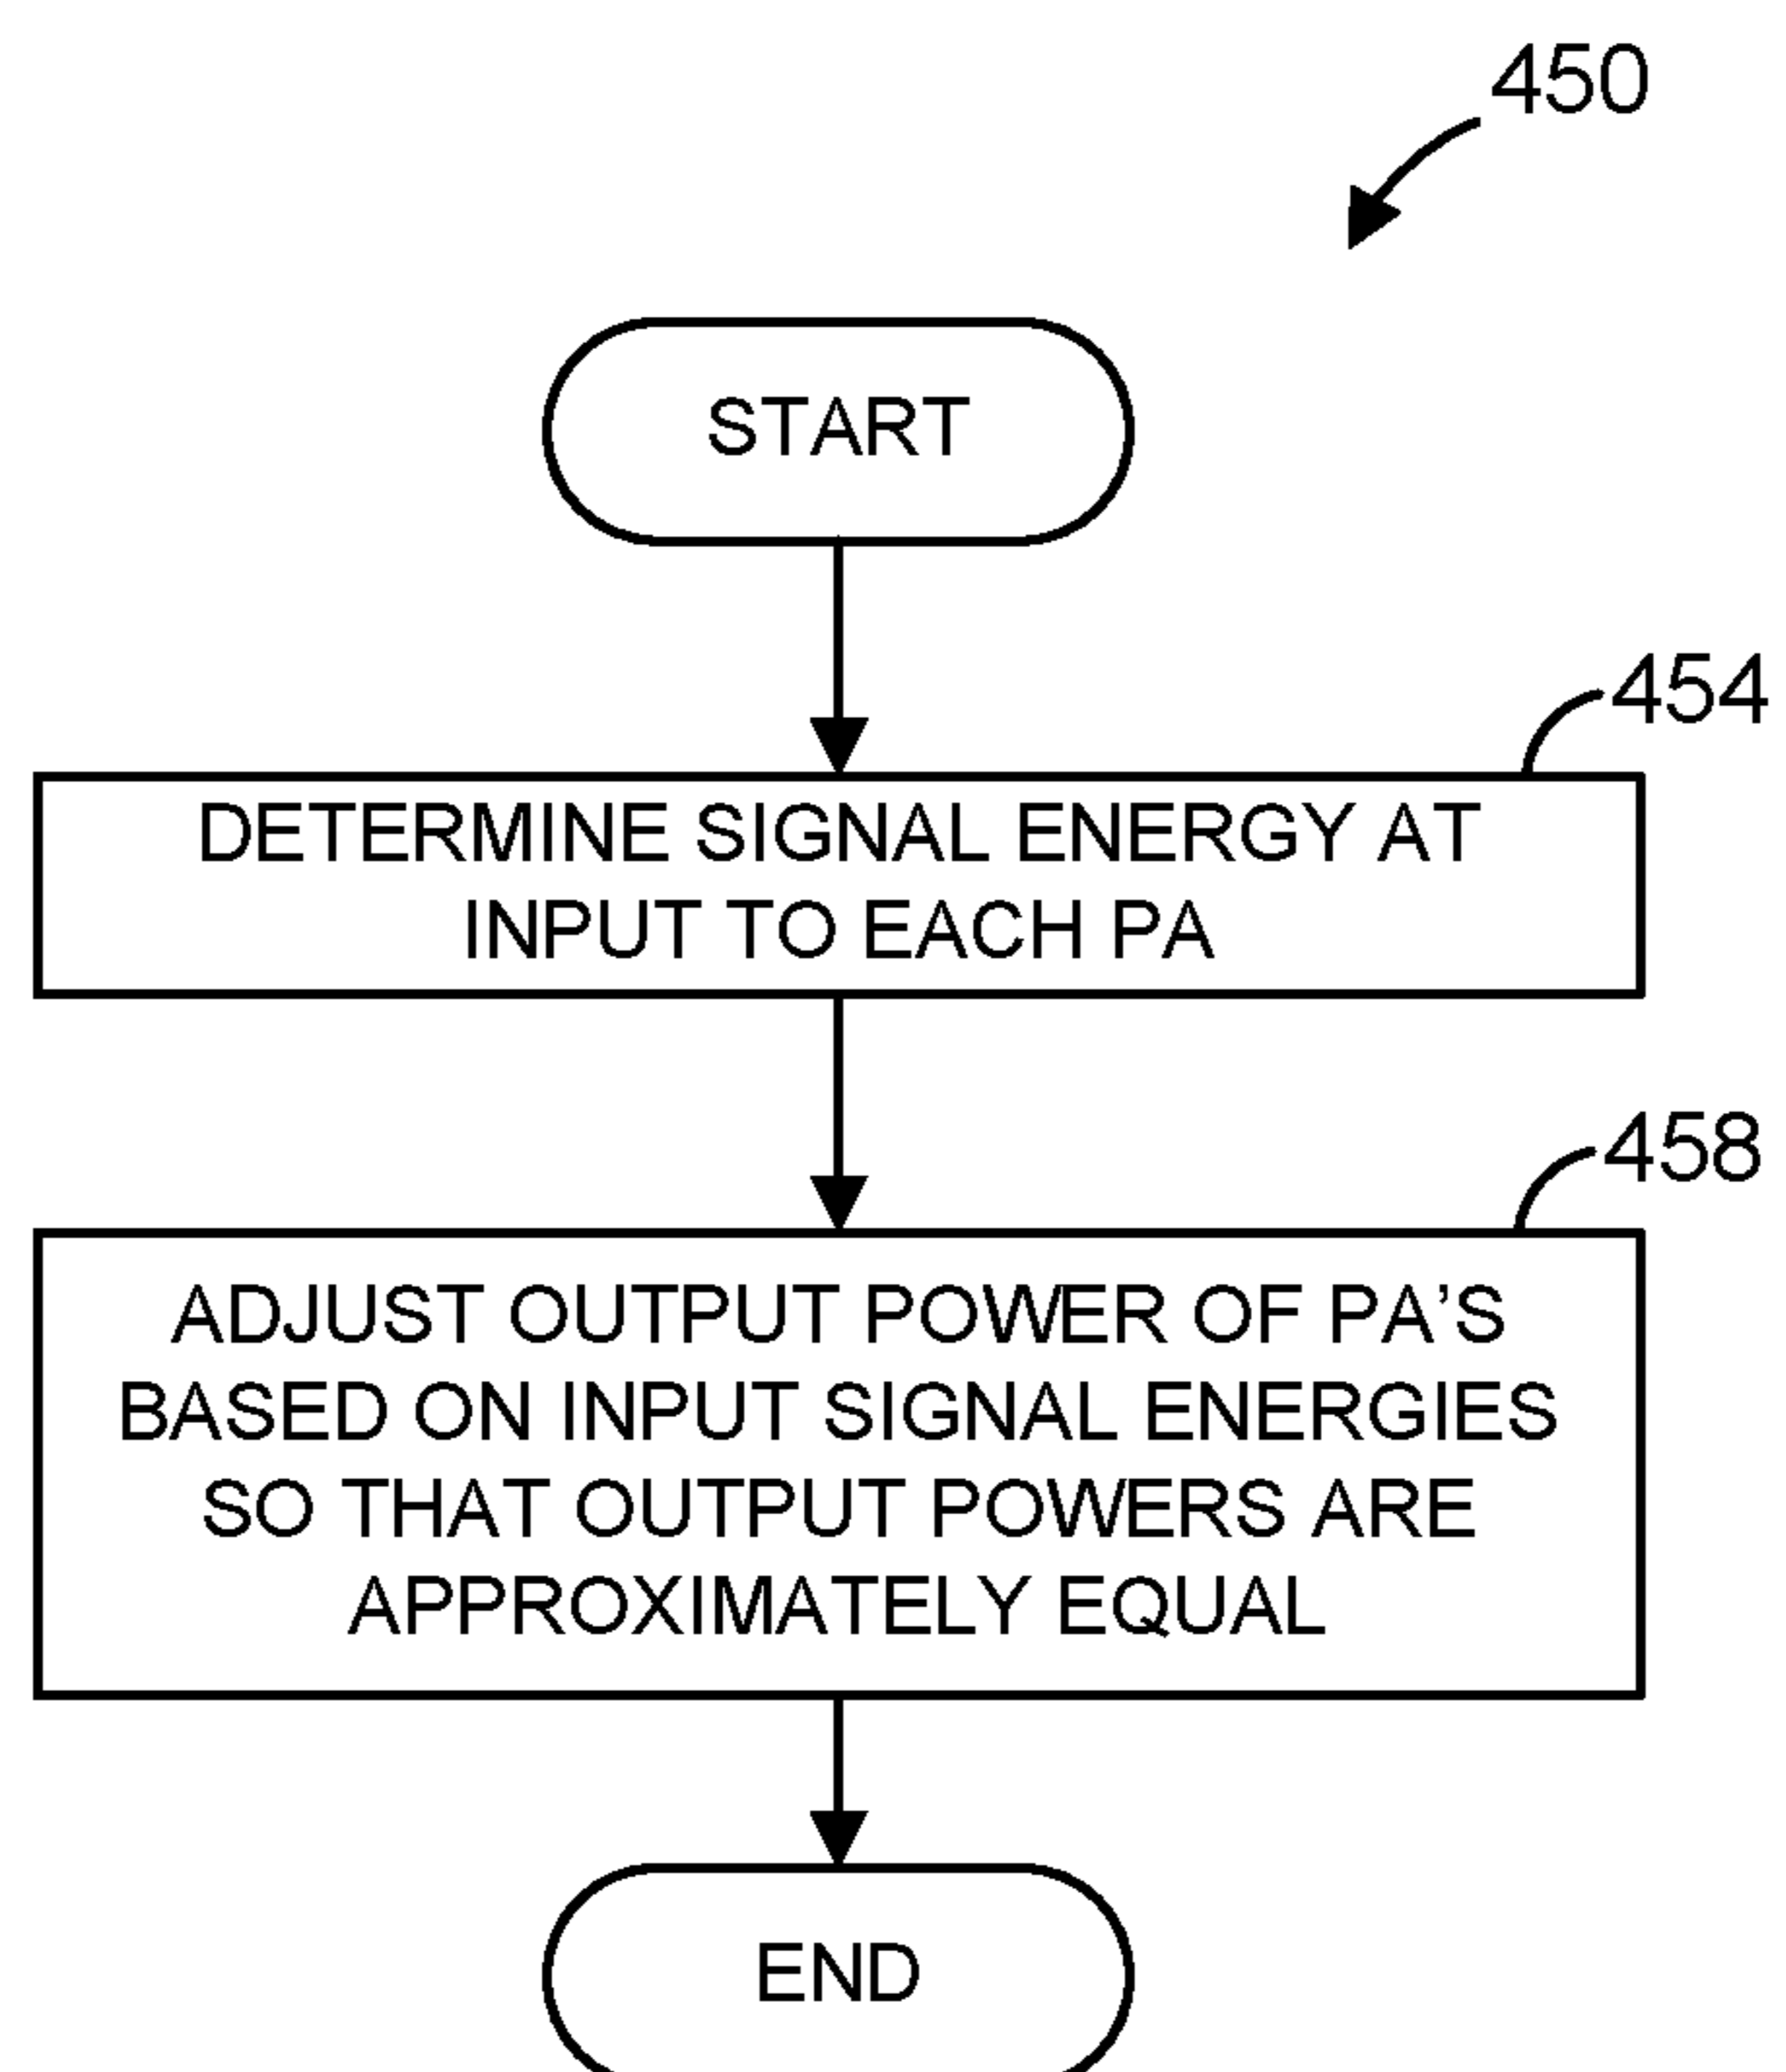 450
START
454
DETERMINE SIGNAL ENERGY AT
INPUT TO EACH PA
458
ADJUST OUTPUT POWER OF PA'S
BASED ON INPUT SIGNAL ENERGIES
SO THAT OUTPUT POWERS ARE
APPROXIMATELY EQUAL
END